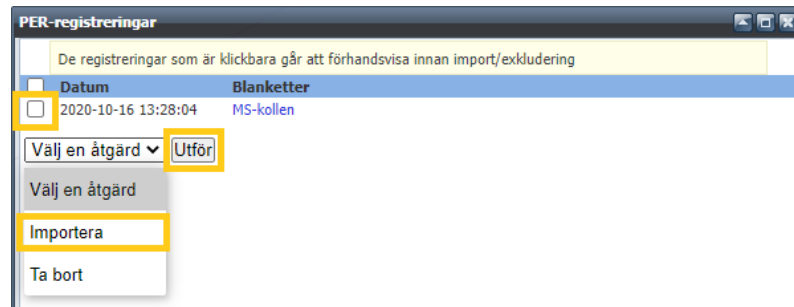 PER-registreringar
De registreringar som är klickbara går att förhandsvisa innan import/exkludering
Datum Blanketter
2020-10-16 13:28:04 MS-kollen
Välj en åtgärd Utför
Välj en åtgärd
Importera
Ta bort